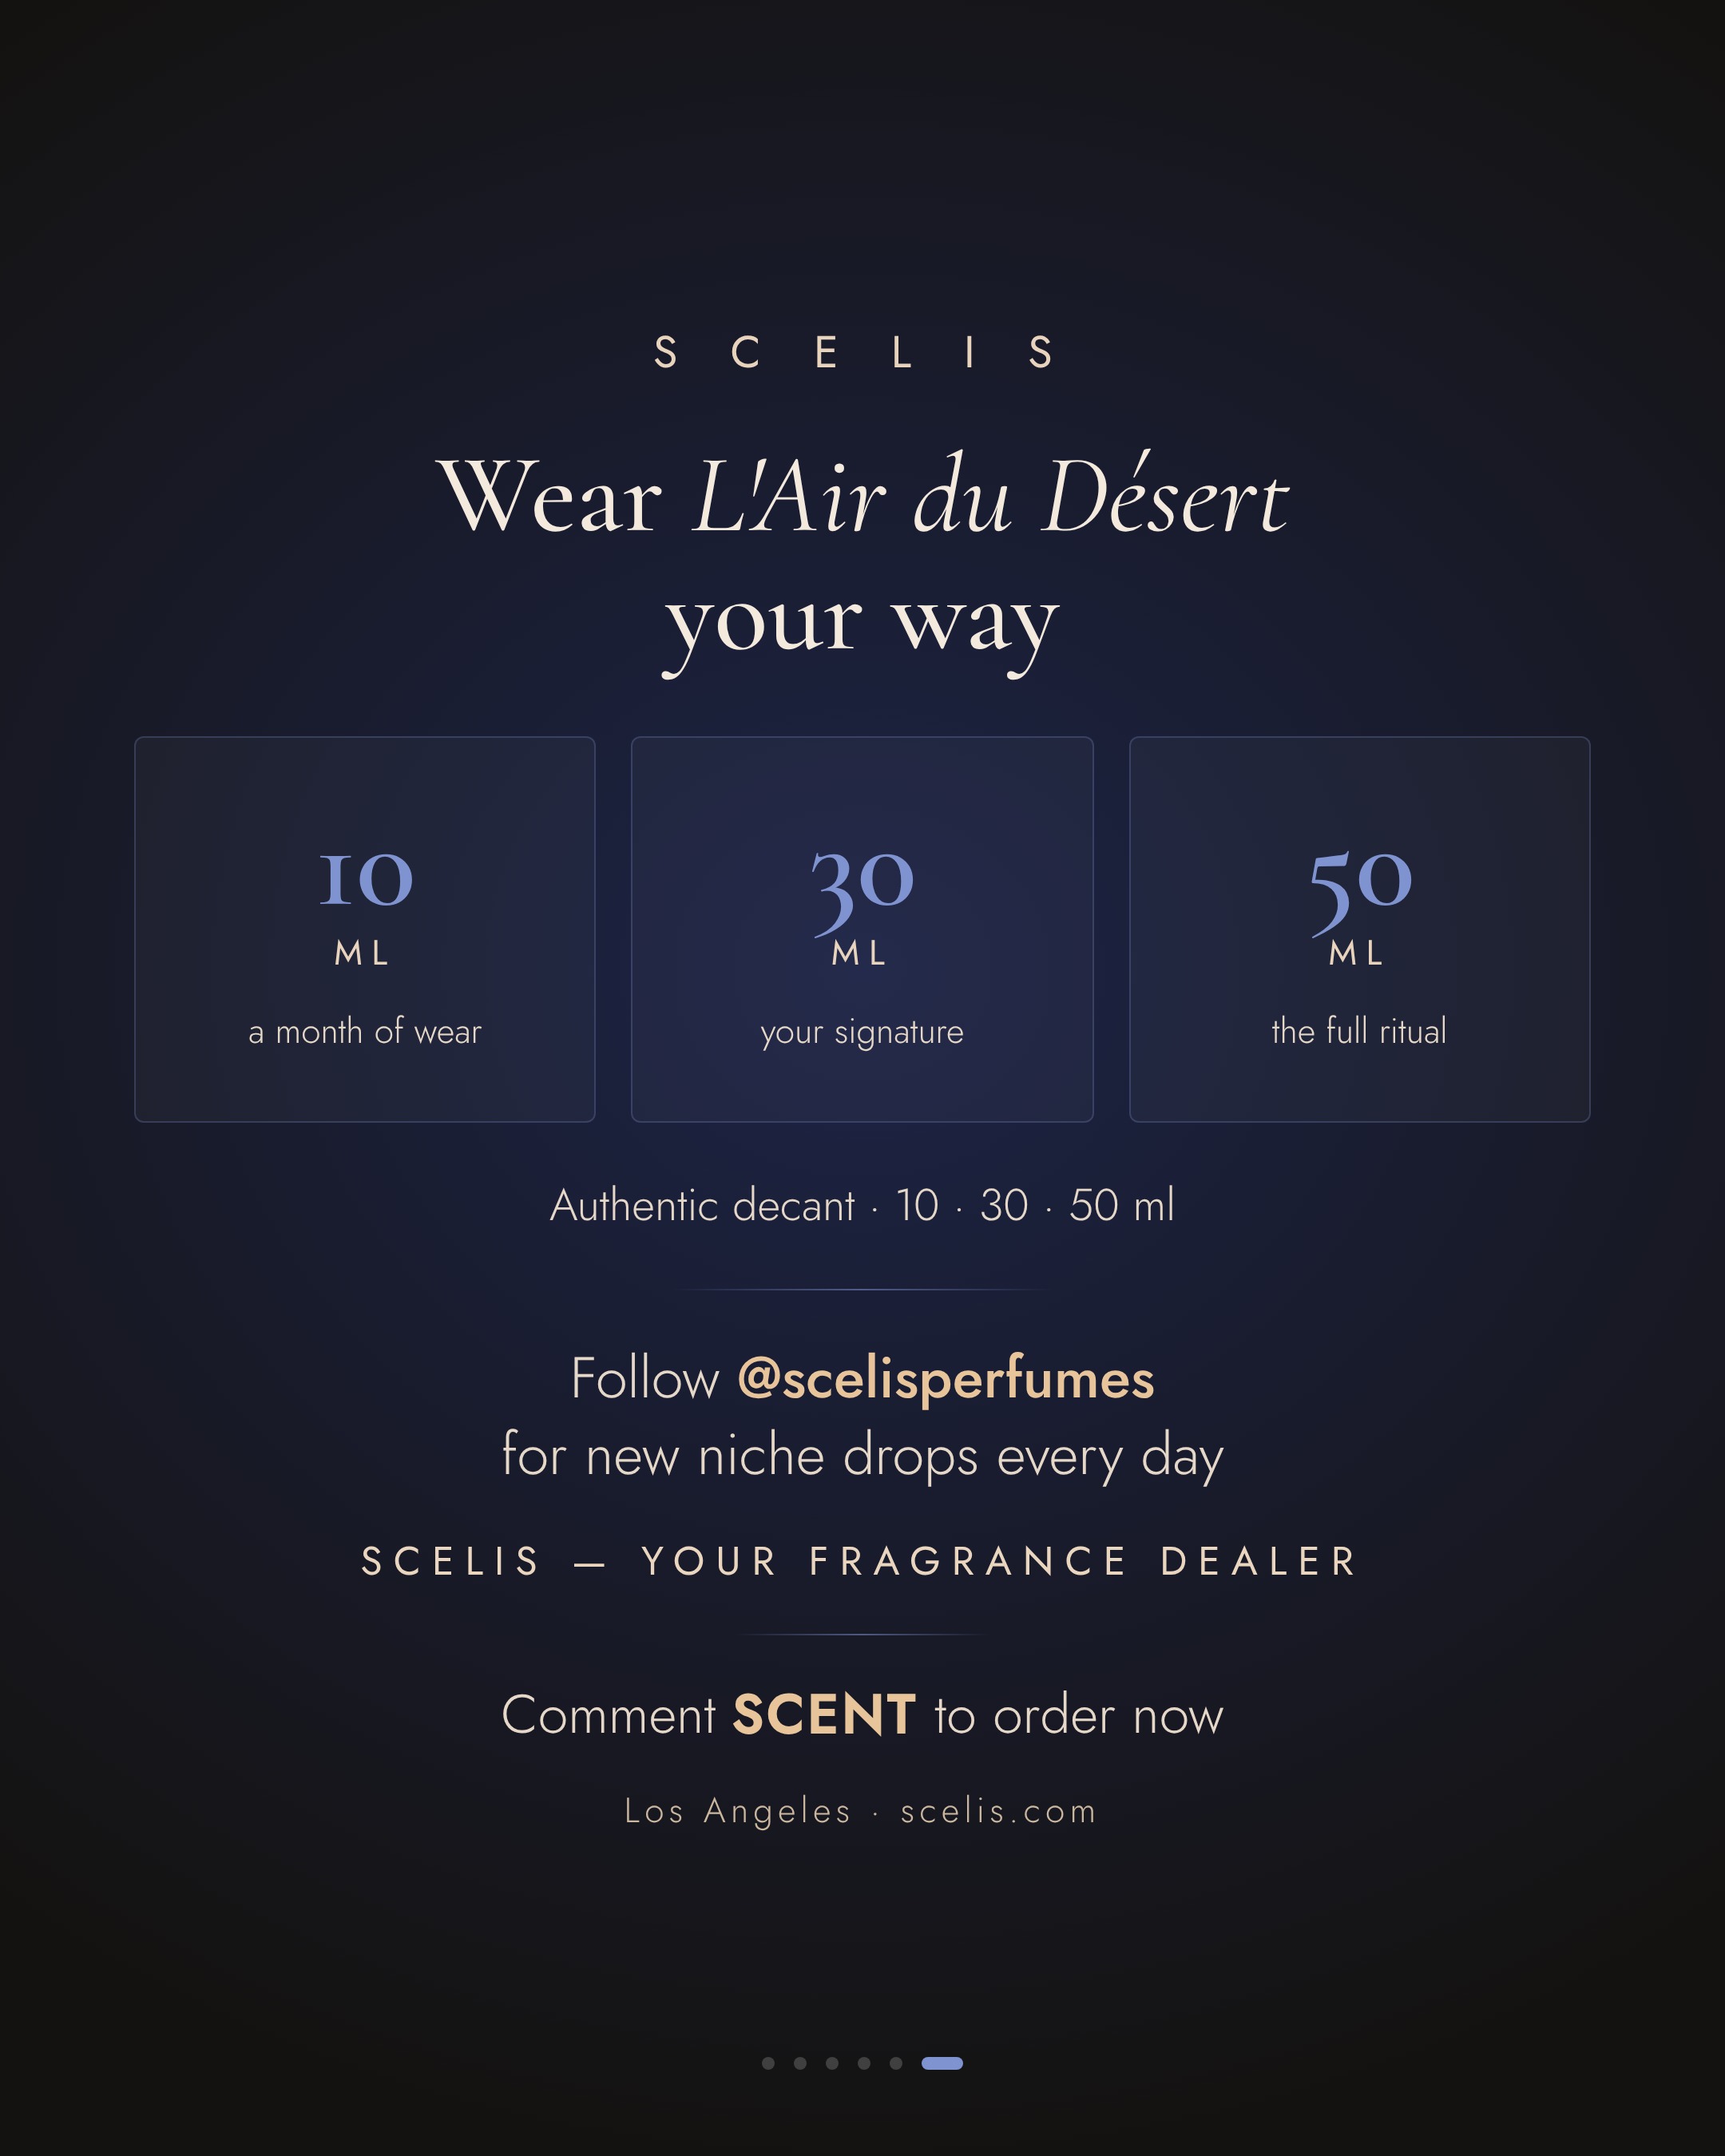 SCELIS
Wear L'Air du Désert
your way
10
ML
a month of wear
30
ML
your signature
50
ML
the full ritual
Authentic decant · 10 · 30 · 50 ml
Follow @scelisperfumes
for new niche drops every day
SCELIS — YOUR FRAGRANCE DEALER
Comment SCENT to order now
Los Angeles · scelis.com